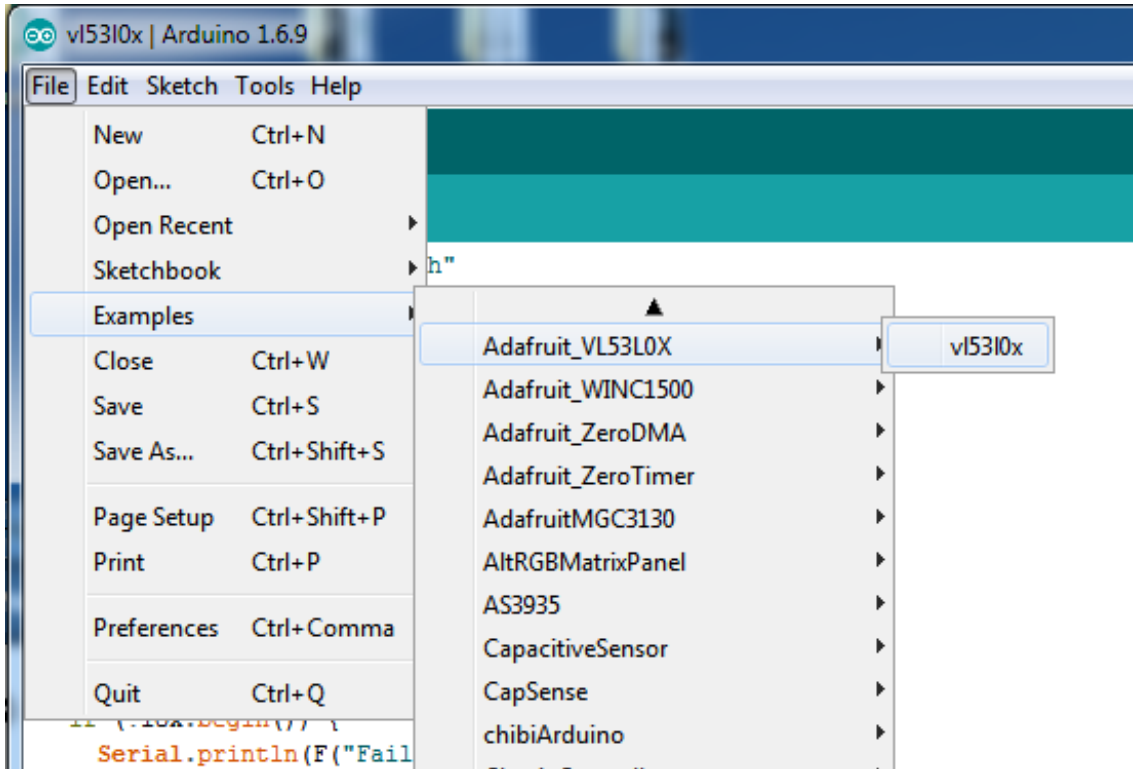 vl53l0x | Arduino 1.6.9
File Edit Sketch Tools Help
New Ctrl+N
Open... Ctrl+O
Open Recent
Sketchbook
Examples
Close Ctrl+W
Save Ctrl+S
Save As... Ctrl+Shift+S
Page Setup Ctrl+Shift+P
Print Ctrl+P
Preferences Ctrl+Comma
Quit Ctrl+Q
h"
Adafruit_VL53L0X
Adafruit_WINC1500
Adafruit_ZeroDMA
Adafruit_ZeroTimer
AdafruitMGC3130
AltRGBMatrixPanel
AS3935
CapacitiveSensor
CapSense
chibiArduino
vl53l0x
Serial.println(F("Fail